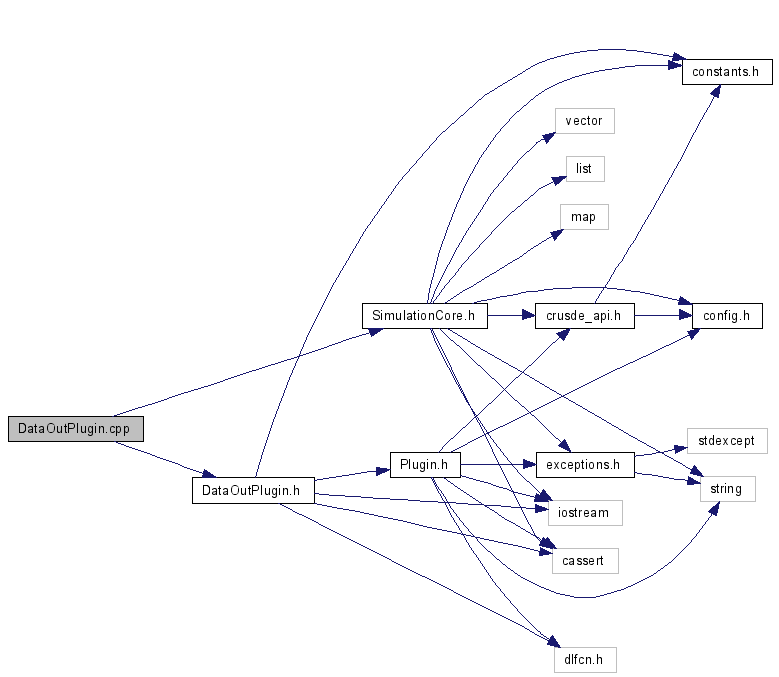 constants.h
vector
list
map
SimulationCore.h
crusde_api.h
config.h
DataOutPlugin.cpp
stdexcept
Plugin.h
exceptions.h
DataOutPlugin.h
string
iostream
cassert
dlfcn.h